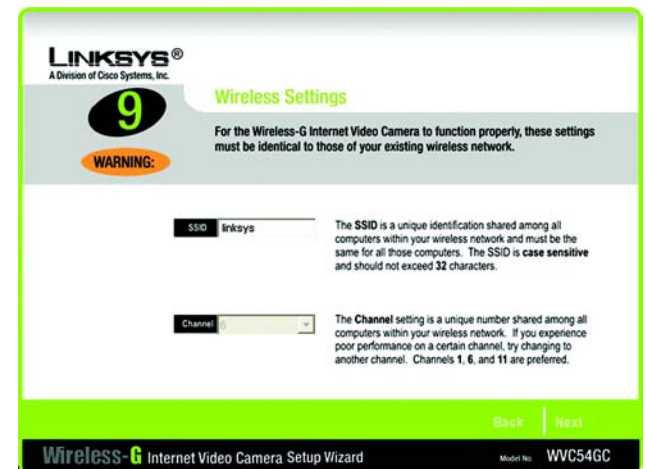 LINKSYS®
A Division of Cisco Systems, Inc.
9
WARNING:
Wireless Settings
For the Wireless-G Internet Video Camera to function properly, these settings
must be identical to those of your existing wireless network.
SSID linksys
The SSID is a unique identification shared among all
computers within your wireless network and must be the
same for all those computers. The SSID is case sensitive
and should not exceed 32 characters.
Channel 6
The Channel setting is a unique number shared among all
computers within your wireless network. If you experience
poor performance on a certain channel, try changing to
another channel. Channels 1, 6, and 11 are preferred.
Back Next
Wireless-G Internet Video Camera Setup Wizard
Model No. WVC54GC